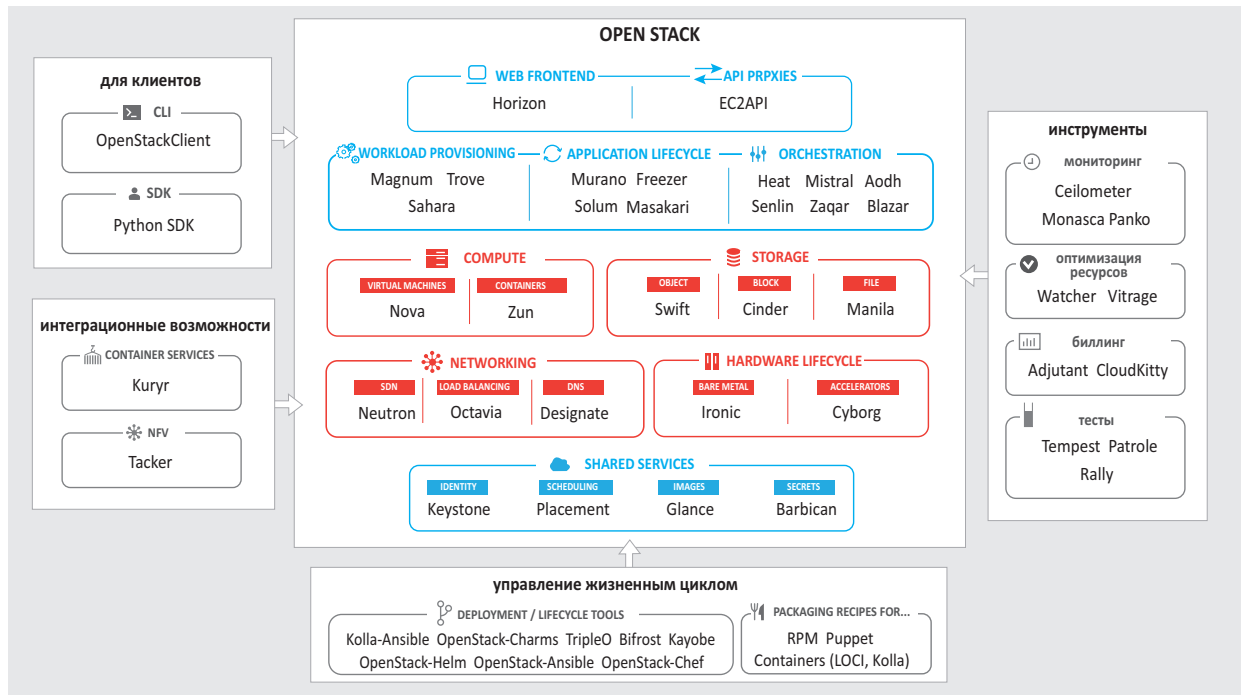 OPEN STACK
WEB FRONTEND
API PRPXIES
Horizon
EC2API
WORKLOAD PROVISIONING
APPLICATION LIFECYCLE
ORCHESTRATION
Magnum Trove
Sahara
Murano Freezer
Solum Masakari
Heat Mistral Aodh
Senlin Zaqar Blazar
COMPUTE
VIRTUAL MACHINES
CONTAINERS
Nova
Zun
STORAGE
OBJECT
BLOCK
FILE
Swift
Cinder
Manila
NETWORKING
SDN
LOAD BALANCING
DNS
Neutron
Octavia
Designate
HARDWARE LIFECYCLE
BARE METAL
ACCELERATORS
Ironic
Cyborg
SHARED SERVICES
IDENTITY
SCHEDULING
IMAGES
SECRETS
Keystone
Placement
Glance
Barbican
для клиентов
CLI
OpenStackClient
SDK
Python SDK
интеграционные возможности
CONTAINER SERVICES
Kuryr
NFV
Tacker
инструменты
мониторинг
Ceilometer
Monasca Panko
оптимизация
ресурсов
Watcher Vitrage
биллинг
Adjutant CloudKitty
тесты
Tempest Patrole
Rally
управление жизненным циклом
DEPLOYMENT / LIFECYCLE TOOLS
Kolla-Ansible OpenStack-Charms TripleO Bifrost Kayobe
OpenStack-Helm OpenStack-Ansible OpenStack-Chef
PACKAGING RECIPES FOR...
RPM Puppet
Containers (LOCI, Kolla)